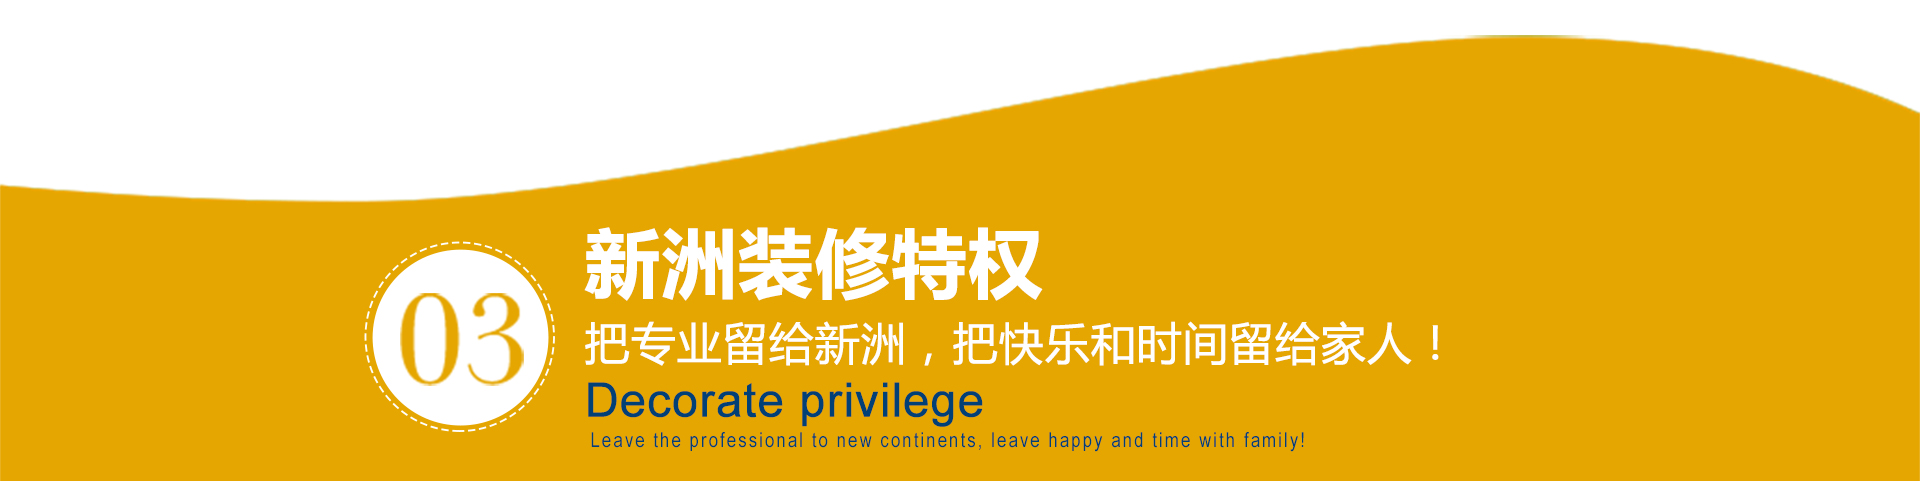 03
新洲装修特权
把专业留给新洲，把快乐和时间留给家人！
Decorate privilege
Leave the professional to new continents, leave happy and time with family!